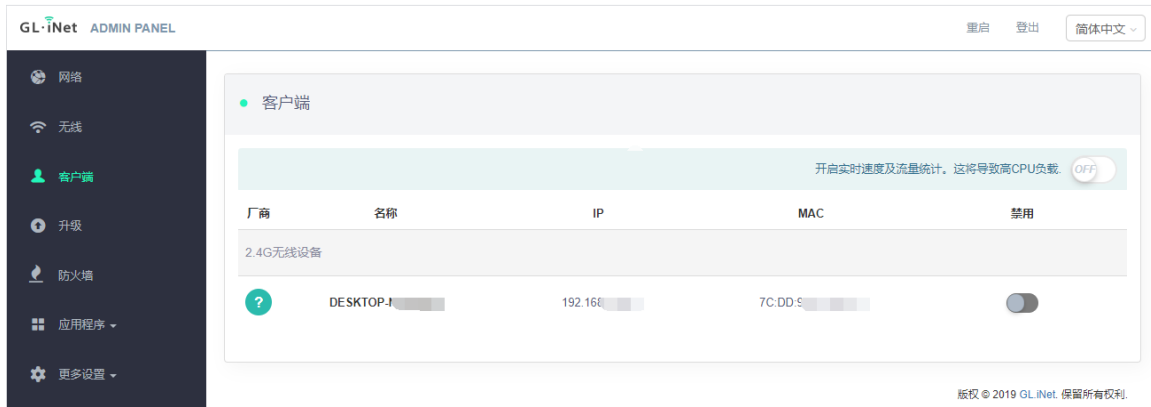 GL·iNet ADMIN PANEL 重启 登出 简体中文
网络
客户端
无线
开启实时速度及流量统计。这将导致高CPU负载. OFF
客户端
厂商 名称 IP MAC 禁用
升级
2.4G无线设备
防火墙
? DESKTOP- 192.168 7C:DD:
应用程序
更多设置
版权 © 2019 GL.iNet. 保留所有权利.